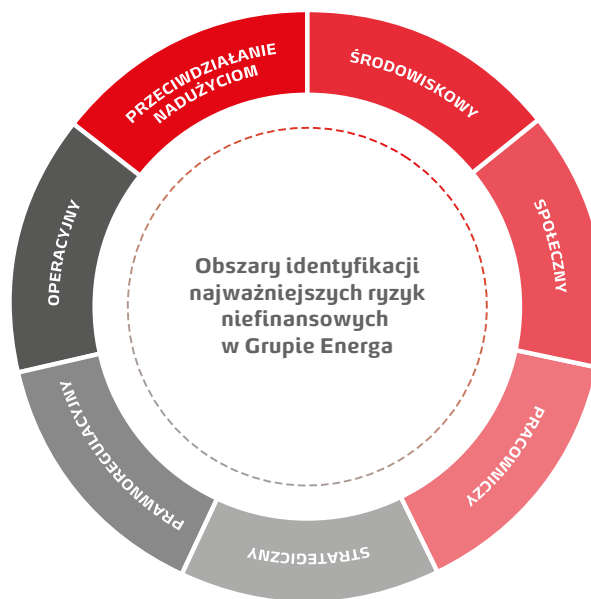 PRZECIWDZIAŁANIE
NADUŻYCIOM
ŚRODOWISKOWY
SPOŁECZNY
PRACOWNICZY
STRATEGICZNY
PRAWNOREGULACYJNY
OPERACYJNY
Obszary identyfikacji
najważniejszych ryzyk
niefinansowych
w Grupie Energa